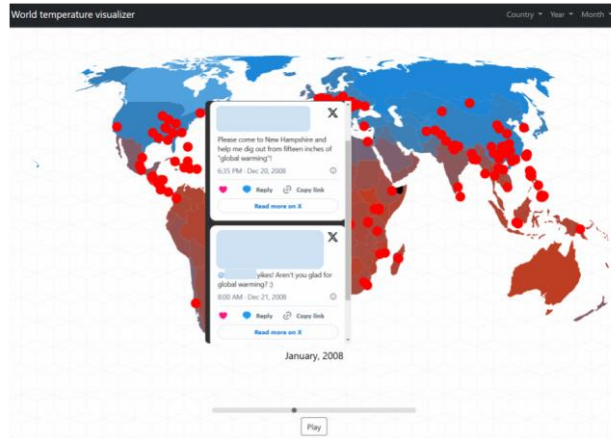 World temperature visualizer
Country Year Month
X
Please come to New Hampshire and
help me dig out from fifteen inches of
"global warming"!
6:35 PM · Dec 20, 2008
Reply Copy link
Read more on X
X
@ yikes! Aren't you glad for
global warming? :)
8:00 AM · Dec 21, 2008
Reply Copy link
Read more on X
January, 2008
Play